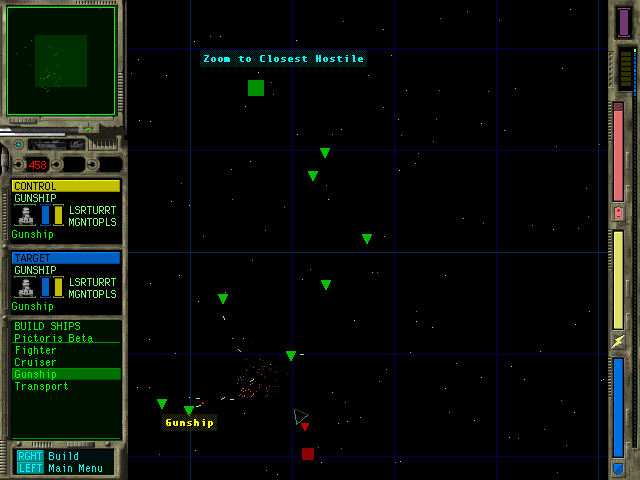 Zoom to Closest Hostile
458
CONTROL
GUNSHIP
LSRTURRT
MGNTOPLS
Gunship
TARGET
GUNSHIP
LSRTURRT
MGNTOPLS
Gunship
BUILD SHIPS
Pictoris Beta
Fighter
Cruiser
Gunship
Transport
Gunship
RGHT Build
LEFT Main Menu